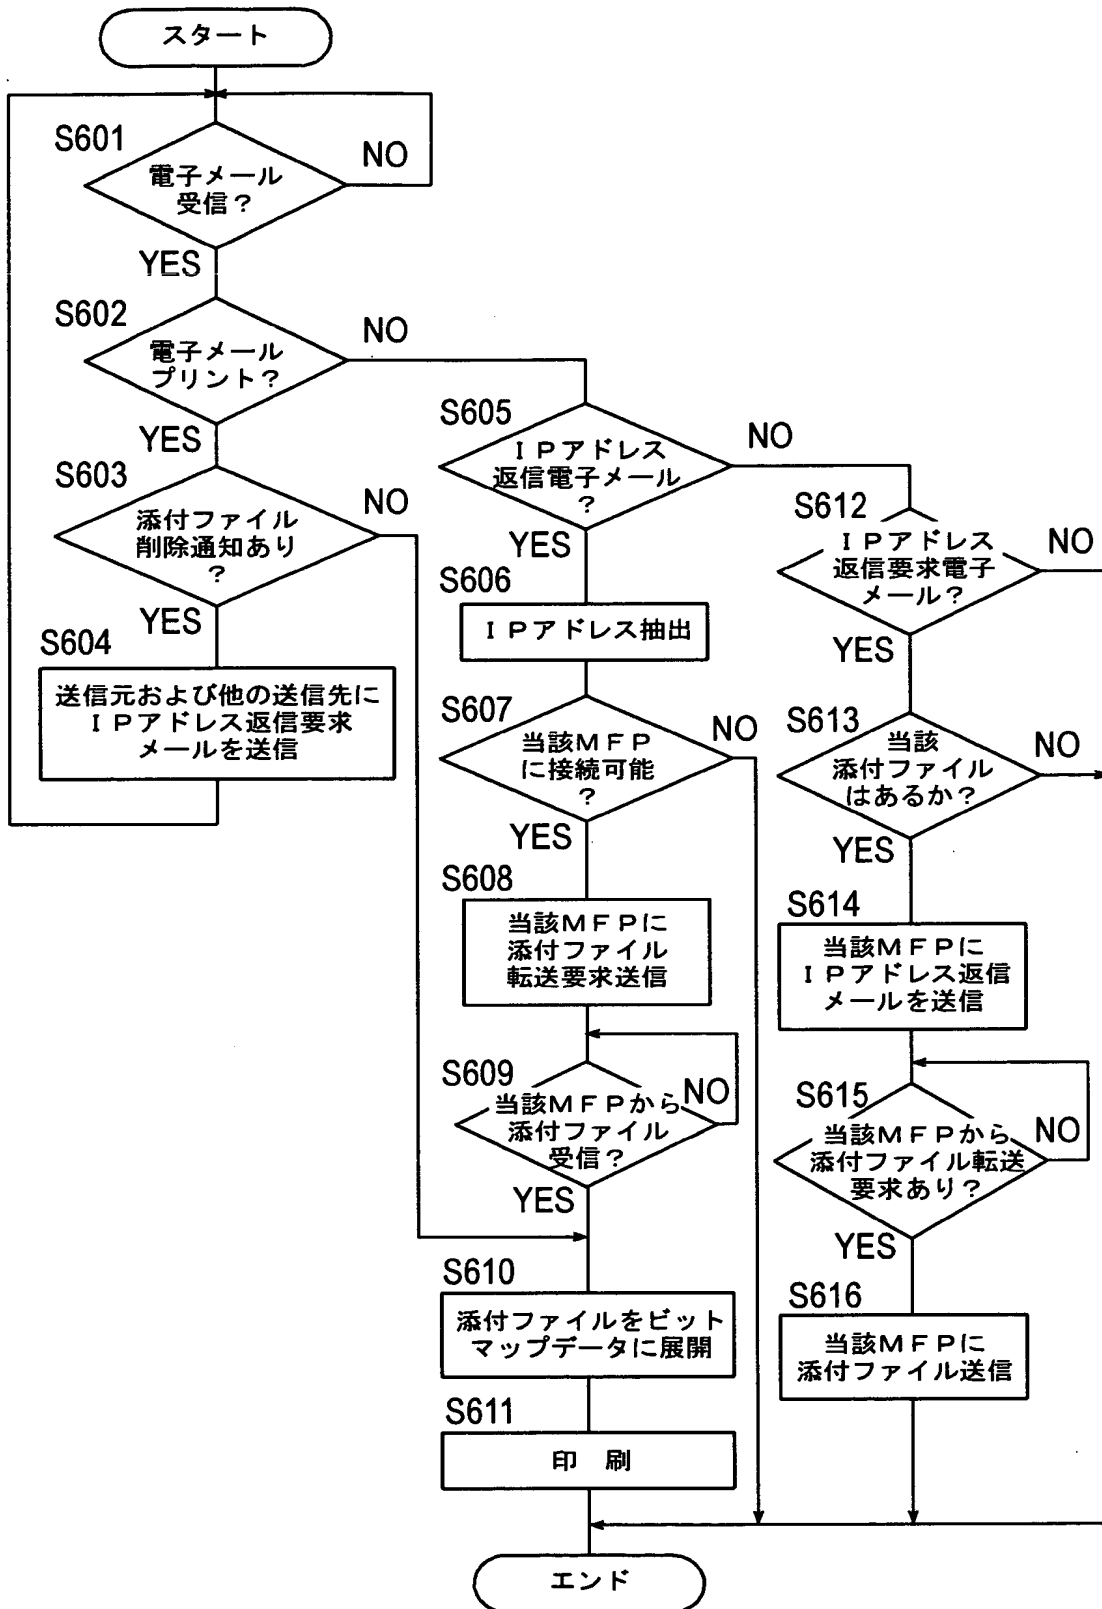 スタート
S601
電子メール
受信？
NO
YES
S602
電子メール
プリント？
NO
YES
S603
添付ファイル
削除通知あり
？
NO
YES
S604
送信元および他の送信先に
ＩＰアドレス返信要求
メールを送信
S605
ＩＰアドレス
返信電子メール
？
NO
YES
S606
ＩＰアドレス抽出
S607
当該ＭＦＰ
に接続可能
？
NO
YES
S608
当該ＭＦＰに
添付ファイル
転送要求送信
S609
当該ＭＦＰから
添付ファイル
受信？
NO
YES
S610
添付ファイルをビット
マップデータに展開
S611
印　刷
S612
ＩＰアドレス
返信要求電子
メール？
NO
YES
S613
当該
添付ファイル
はあるか？
NO
YES
S614
当該ＭＦＰに
ＩＰアドレス返信
メールを送信
S615
当該ＭＦＰから
添付ファイル転送
要求あり？
NO
YES
S616
当該ＭＦＰに
添付ファイル送信
エンド